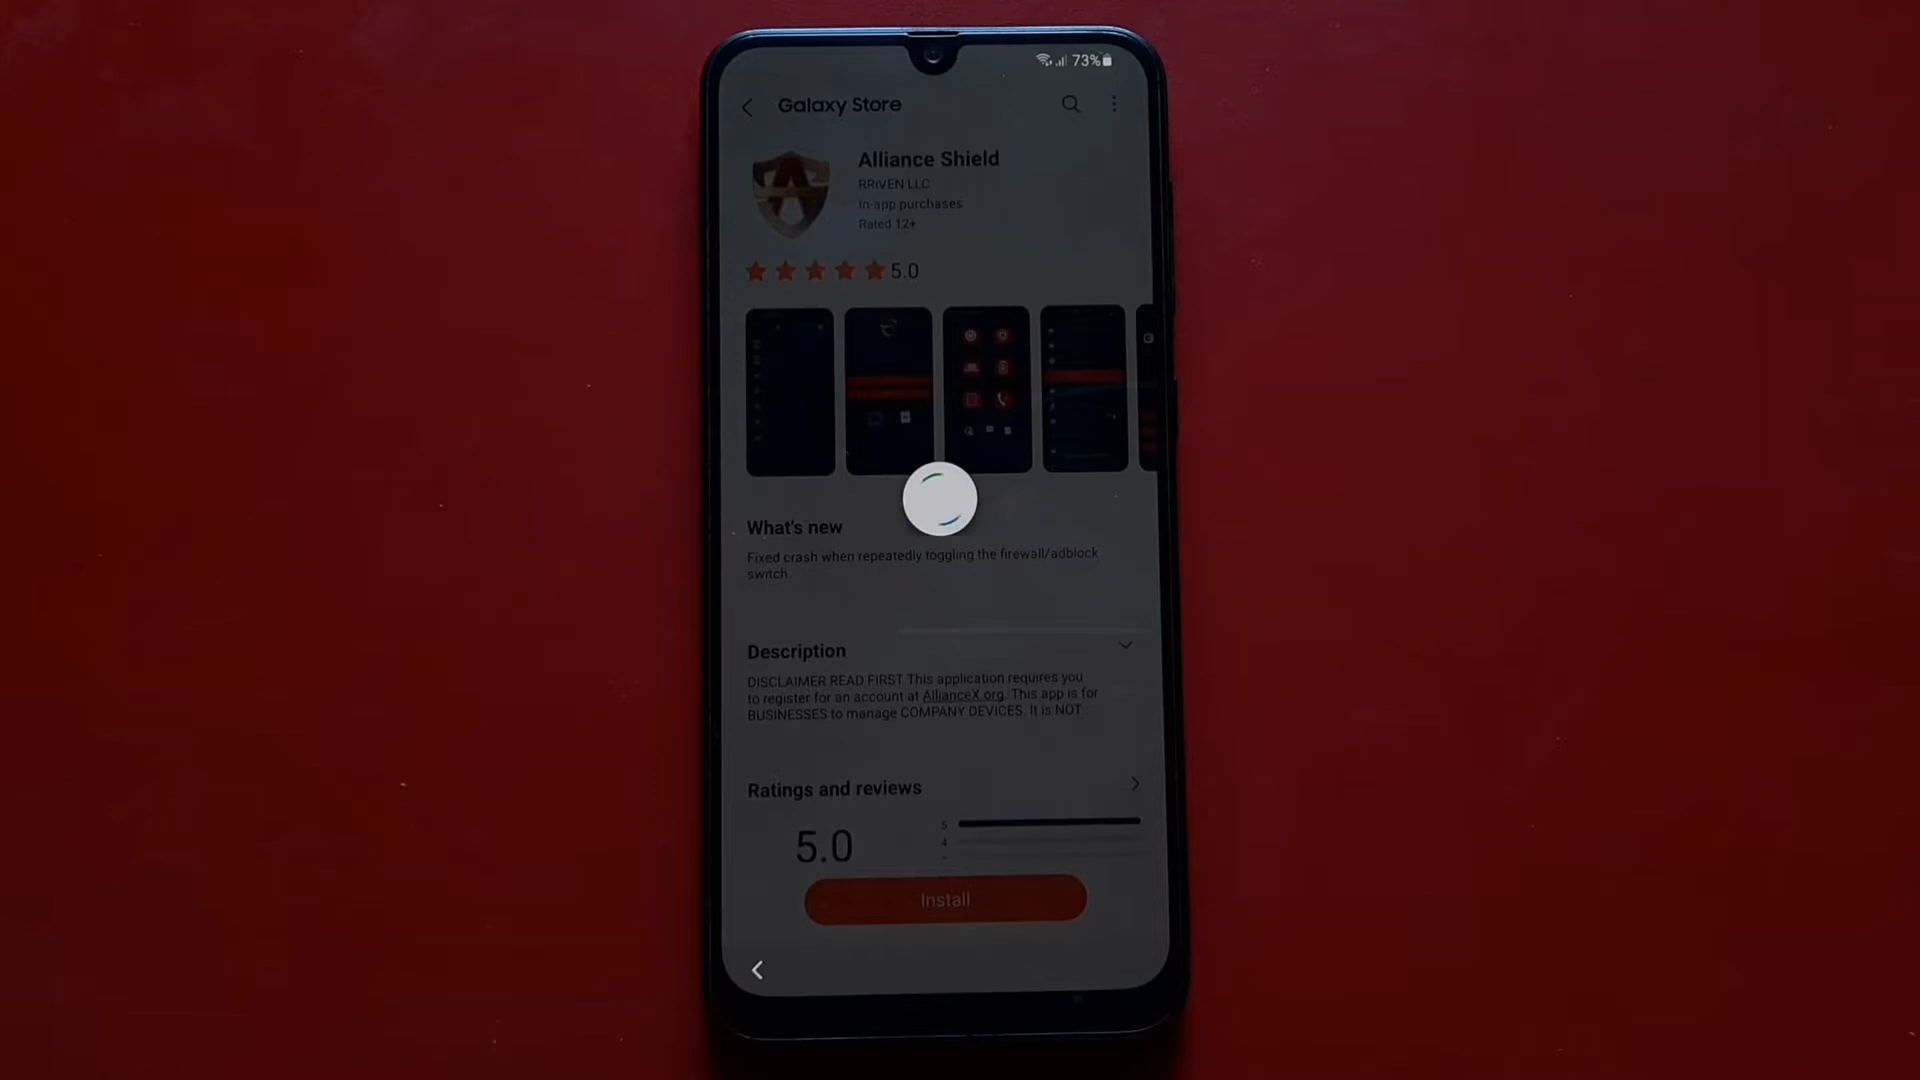 73%
Galaxy Store
Alliance Shield
RRiVEN LLC
In-app purchases
Rated 12+
5.0
What's new
Fixed crash when repeatedly toggling the firewall/adblock
switch.
Description
DISCLAIMER READ FIRST This application requires you
to register for an account at AllianceX.org. This app is for
BUSINESSES to manage COMPANY DEVICES. It is NOT
Ratings and reviews
5.0
5
4
Install